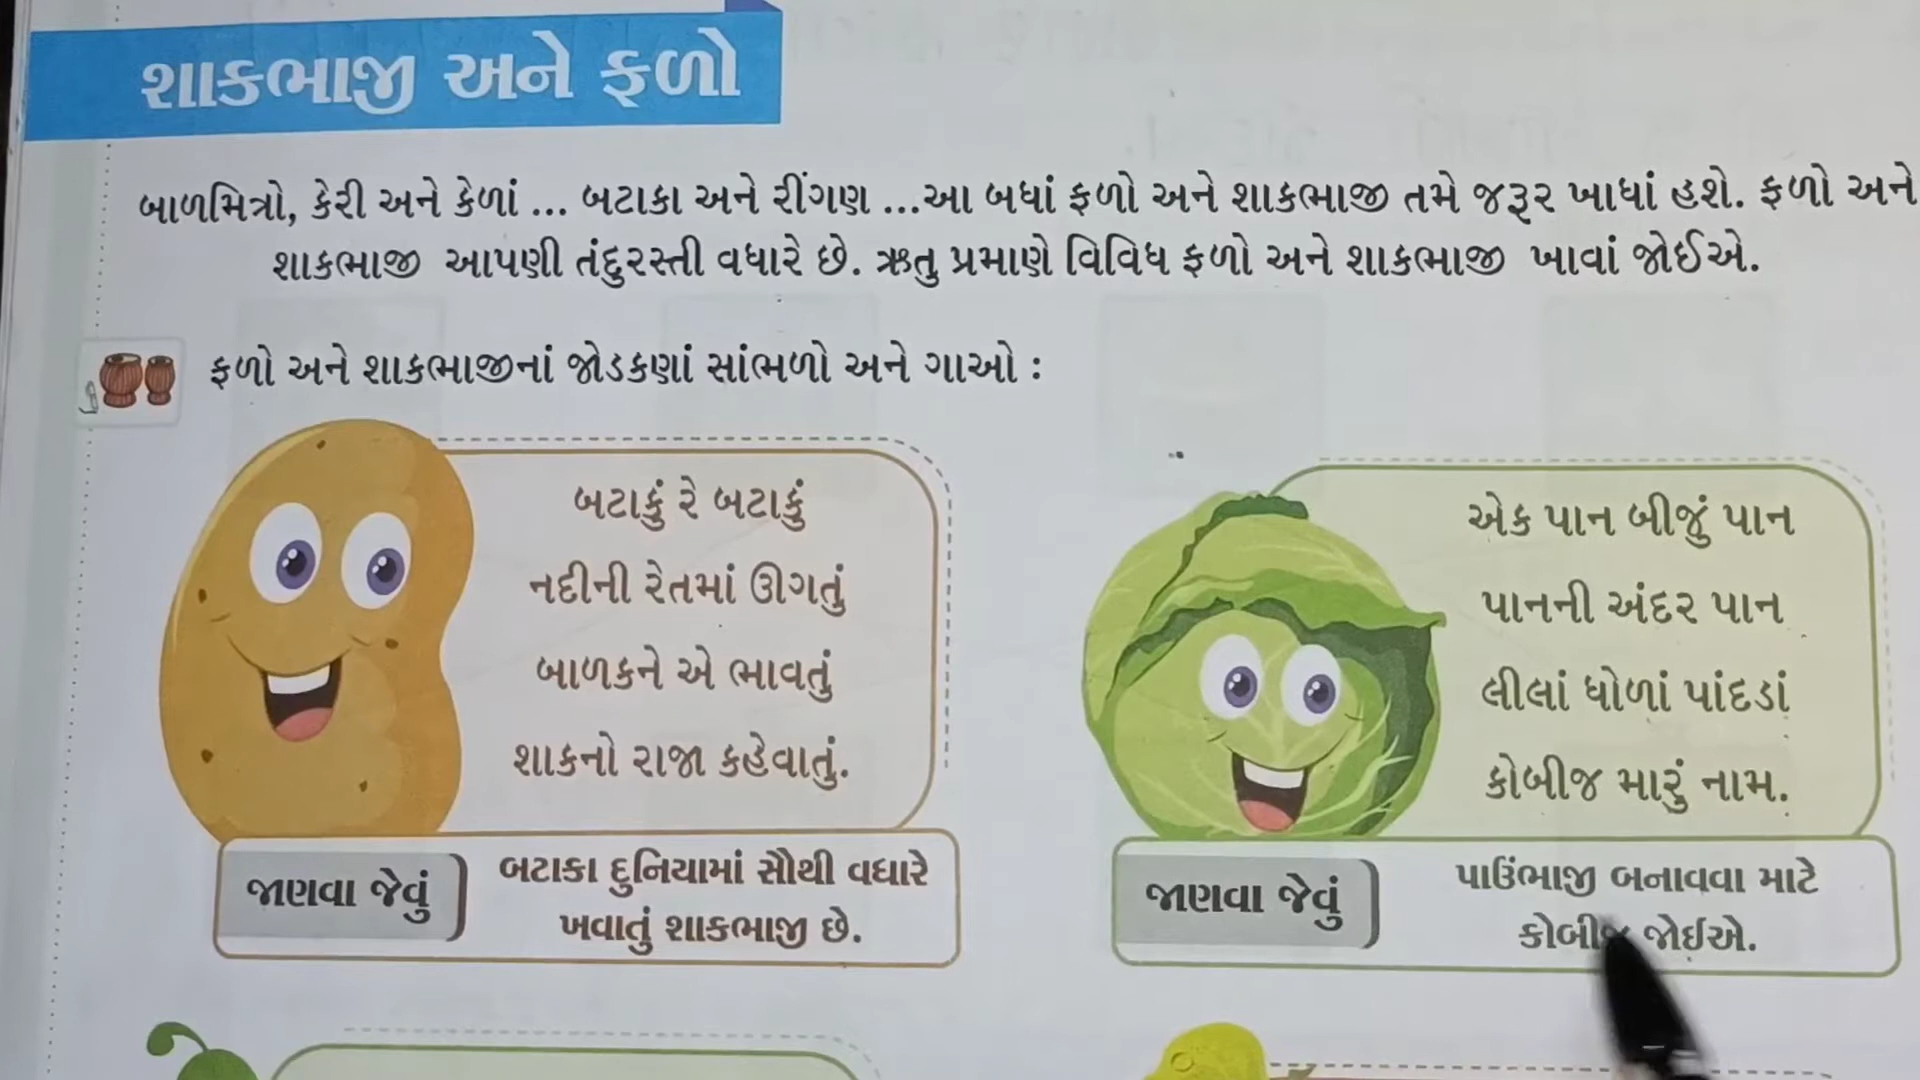 શાકભાજી અને ફળો
બાળમિત્રો, કેરી અને કેળાં ... બટાકા અને રીંગણ ...આ બધાં ફળો અને શાકભાજી તમે જરૂર ખાધાં હશે. ફળો અને
શાકભાજી આપણી તંદુરસ્તી વધારે છે. ઋતુ પ્રમાણે વિવિધ ફળો અને શાકભાજી ખાવાં જોઈએ.
ફળો અને શાકભાજીનાં જોડકણાં સાંભળો અને ગાઓ :
બટાકું રે બટાકું
નદીની રેતમાં ઊગતું
બાળકને એ ભાવતું
શાકનો રાજા કહેવાતું.
જાણવા જેવું
બટાકા દુનિયામાં સૌથી વધારે
ખવાતું શાકભાજી છે.
એક પાન બીજું પાન
પાનની અંદર પાન
લીલાં ધોળાં પાંદડાં
કોબીજ મારું નામ.
જાણવા જેવું
પાઉંભાજી બનાવવા માટે
કોબીજ જોઈએ.